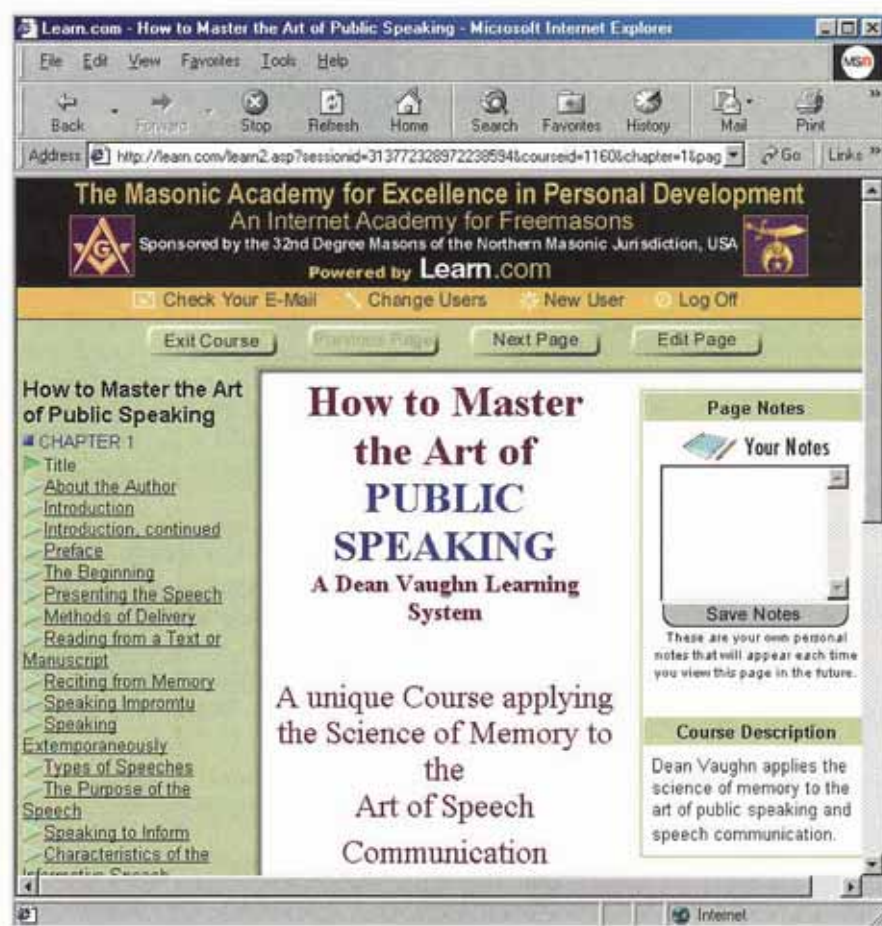 Learn.com - How to Master the Art of Public Speaking - Microsoft Internet Explorer
File Edit View Favorites Tools Help
msn
Back Forward Stop Refresh Home Search Favorites History Mail Print
Address http://learn.com/learn2.asp?sessionid=313772328972238594&courseid=1160&chapter=1&pag Go Links
The Masonic Academy for Excellence in Personal Development
An Internet Academy for Freemasons
Sponsored by the 32nd Degree Masons of the Northern Masonic Jurisdiction, USA
G
Powered by Learn.com
Check Your E-Mail Change Users New User Log Off
Exit Course Previous Page Next Page Edit Page
How to Master the Art
of Public Speaking
CHAPTER 1
Title
About the Author
Introduction
Introduction, continued
Preface
The Beginning
Presenting the Speech
Methods of Delivery
Reading from a Text or
Manuscript
Reciting from Memory
Speaking Impromtu
Speaking
Extemporaneously
Types of Speeches
The Purpose of the
Speech
Speaking to Inform
Characteristics of the
Informative Speech
How to Master
the Art of
PUBLIC
SPEAKING
A Dean Vaughn Learning
System
A unique Course applying
the Science of Memory to
the
Art of Speech
Communication
Page Notes
Your Notes
Save Notes
These are your own personal
notes that will appear each time
you view this page in the future.
Course Description
Dean Vaughn applies the
science of memory to the
art of public speaking and
speech communication.
Internet